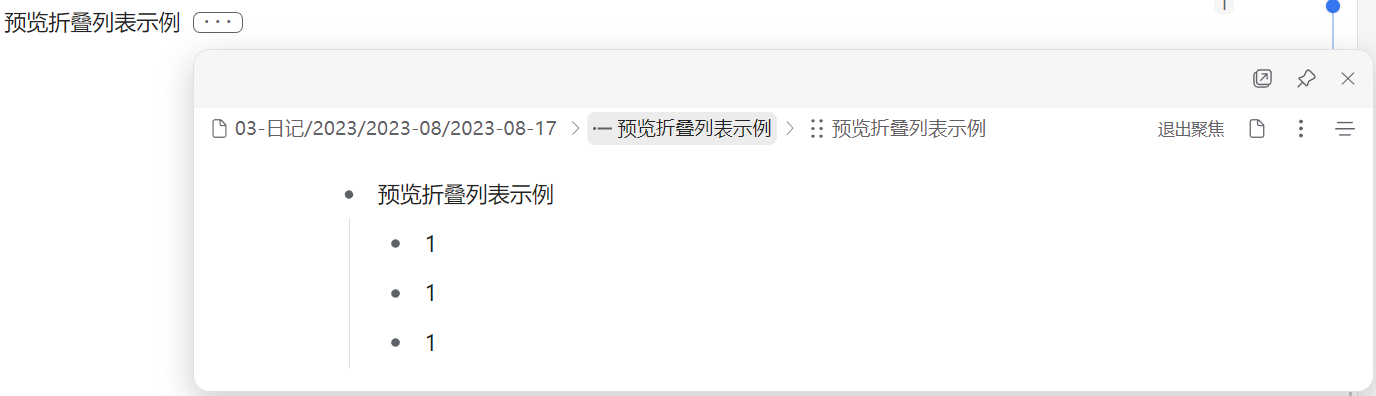 预览折叠列表示例 ···
03-日记/2023/2023-08/2023-08-17 > 预览折叠列表示例 > 预览折叠列表示例 退出聚焦
预览折叠列表示例
1
1
1